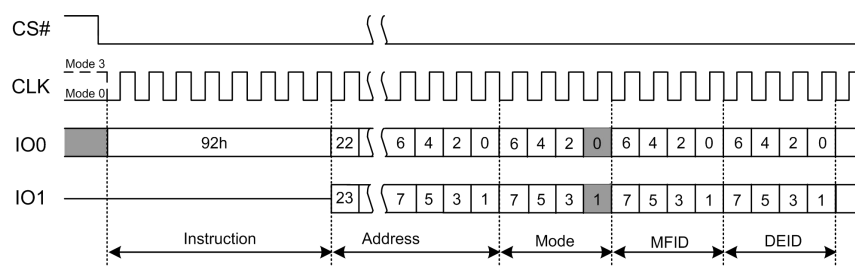 CS#
Mode 3
CLK
Mode 0
IO0 92h 22 6 4 2 0 6 4 2 0 6 4 2 0 6 4 2 0
IO1 23 7 5 3 1 7 5 3 1 7 5 3 1 7 5 3 1
Instruction Address Mode MFID DEID